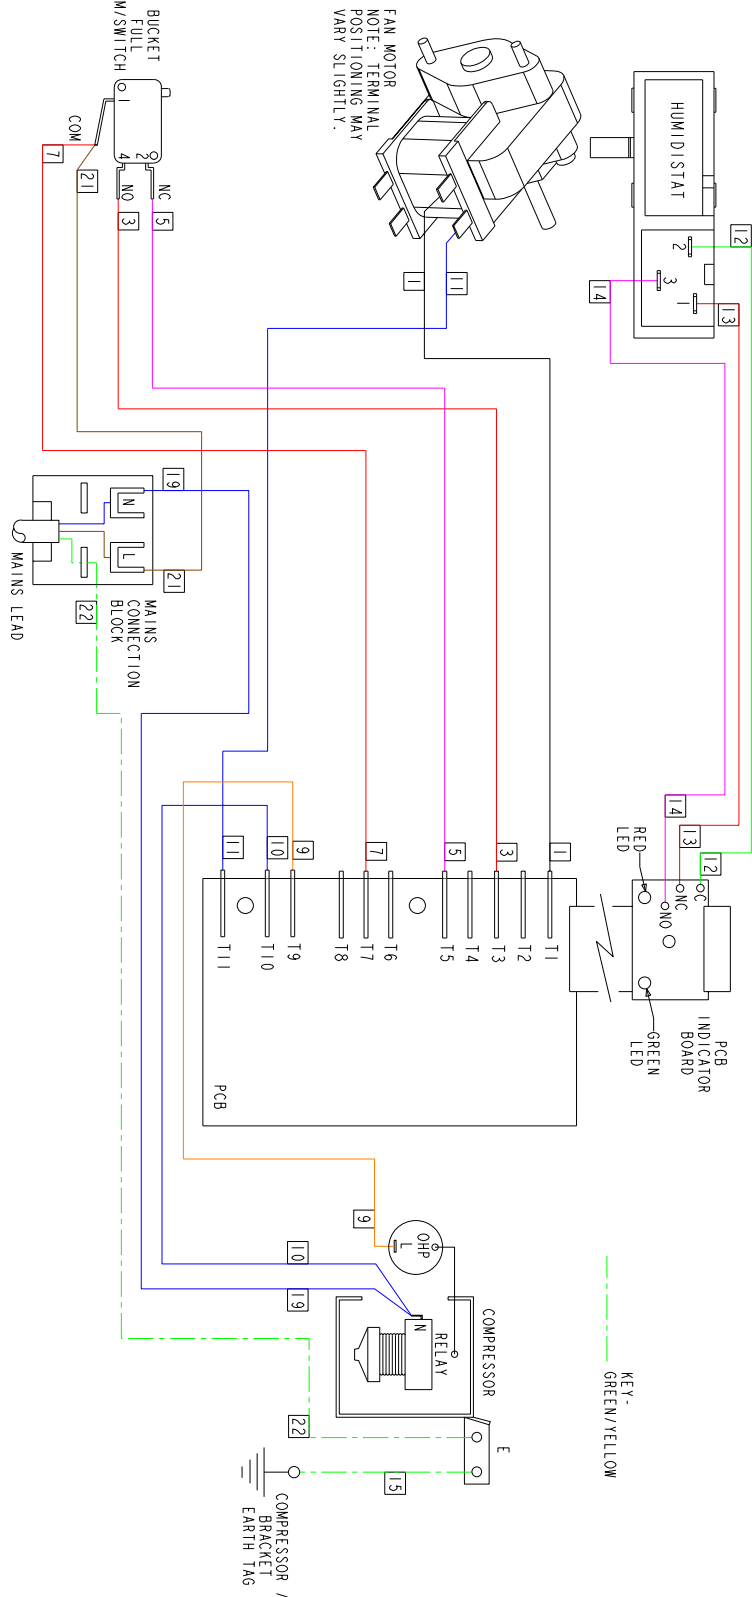 BUCKET
FULL
M/SWITCH
1
2
4
COM
NC
NO
7
21
3
5
FAN MOTOR
NOTE: TERMINAL
POSITIONING MAY
VARY SLIGHTLY.
1
11
HUMIDISTAT
2
3
1
12
13
14
19
N
L
21
22
MAINS
CONNECTION
BLOCK
MAINS LEAD
14
13
12
RED
LED
C
NC
NO
GREEN
LED
PCB
INDICATOR
BOARD
11
10
9
7
5
3
1
T11
T10
T9
T8
T7
T6
T5
T4
T3
T2
T1
PCB
9
OHP
L
10
19
N
RELAY
COMPRESSOR
E
22
15
COMPRESSOR /
BRACKET
EARTH TAG
KEY-
GREEN/YELLOW